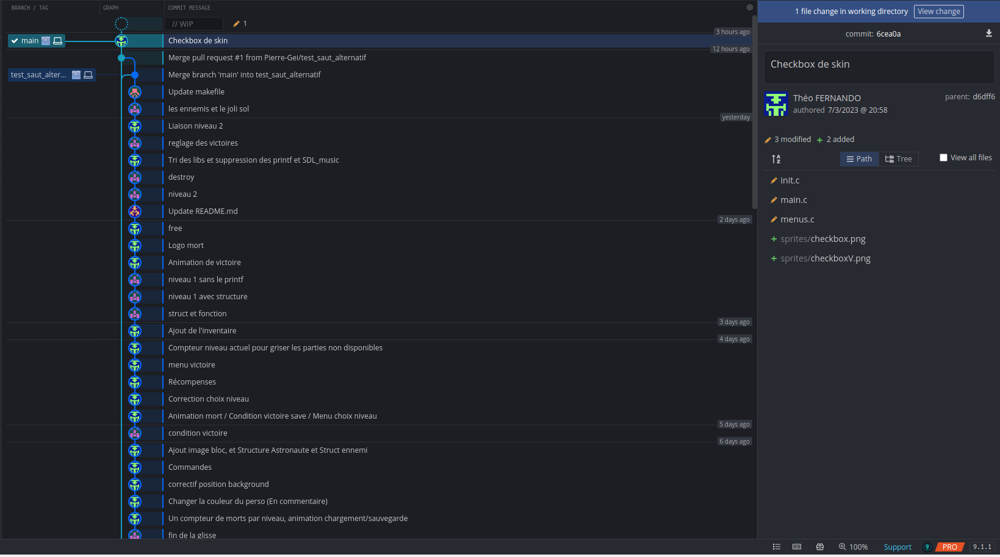 BRANCH / TAG GRAPH COMMIT MESSAGE
// WIP 1
3 hours ago
main Checkbox de skin
12 hours ago
Merge pull request #1 from Pierre-Gei/test_saut_alternatif
test_saut_alter... Merge branch 'main' into test_saut_alternatif
Update makefile
les ennemis et le joli sol
yesterday
Liaison niveau 2
reglage des victoires
Tri des libs et suppression des printf et SDL_music
destroy
niveau 2
Update README.md
2 days ago
free
Logo mort
Animation de victoire
niveau 1 sans le printf
niveau 1 avec structure
struct et fonction
3 days ago
Ajout de l'inventaire
4 days ago
Compteur niveau actuel pour griser les parties non disponibles
menu victoire
Récompenses
Correction choix niveau
Animation mort / Condition victoire save / Menu choix niveau
5 days ago
condition victoire
6 days ago
Ajout image bloc, et Structure Astronaute et Struct ennemi
Commandes
correctif position background
Changer la couleur du perso (En commentaire)
Un compteur de morts par niveau, animation chargement/sauvegarde
fin de la glisse
1 file change in working directory View change
commit: 6cea0a
Checkbox de skin
Théo FERNANDO parent: d6dff6
authored 7/3/2023 @ 20:58
3 modified + 2 added
A Z Path Tree View all files
init.c
main.c
menus.c
+ sprites/checkbox.png
+ sprites/checkboxV.png
100% Support PRO 9.1.1